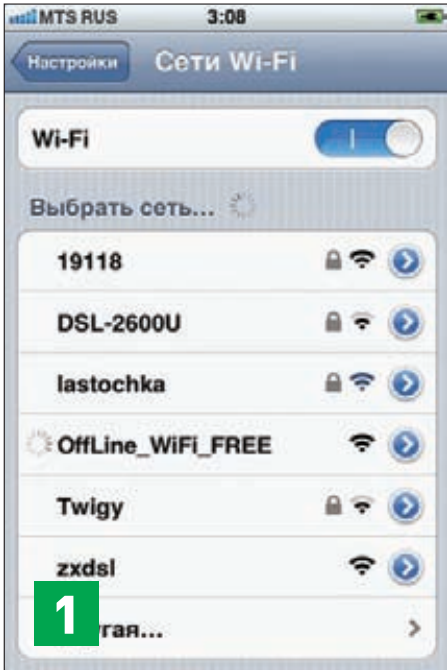 MTS RUS 3:08
Настройки Сети Wi-Fi
Wi-Fi
Выбрать сеть...
19118
DSL-2600U
lastochka
OffLine_WiFi_FREE
Twigy
zxdsl
1